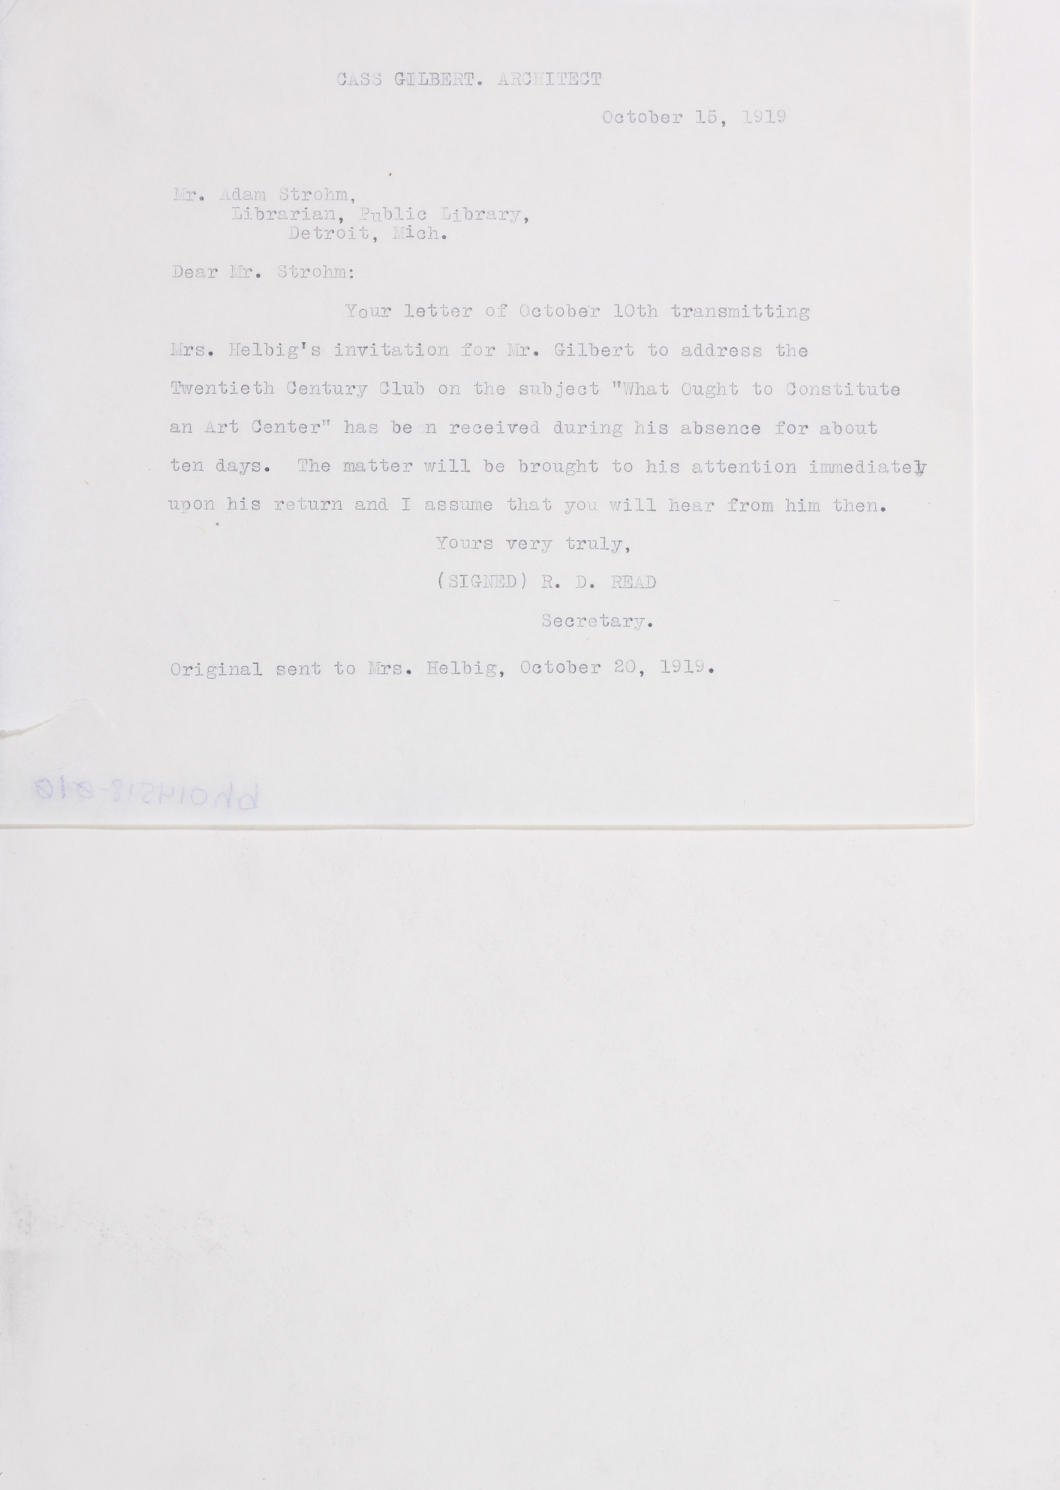 CASS GILBERT. ARCHITECT
October 15, 1919
Mr. Adam Strohm,
Librarian, Public Library,
Detroit, Mich.
Dear Mr. Strohm:
Your letter of October 10th transmitting
Mrs. Helbig's invitation for Mr. Gilbert to address the
Twentieth Century Club on the subject "What Ought to Constitute
an Art Center" has be n received during his absence for about
ten days. The matter will be brought to his attention immediately
upon his return and I assume that you will hear from him then.
Yours very truly,
(SIGNED) R. D. READ
Secretary.
Original sent to Mrs. Helbig, October 20, 1919.